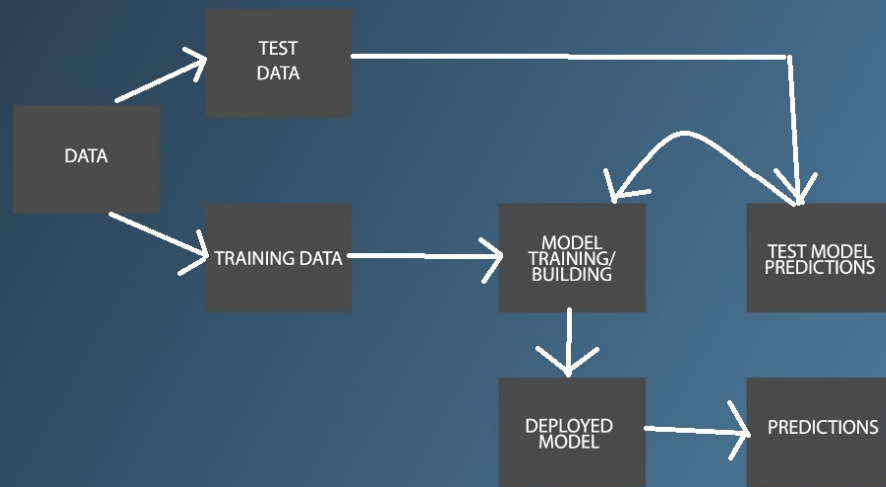 TEST
DATA
DATA
TRAINING DATA
MODEL
TRAINING/
BUILDING
TEST MODEL
PREDICTIONS
DEPLOYED
MODEL
PREDICTIONS